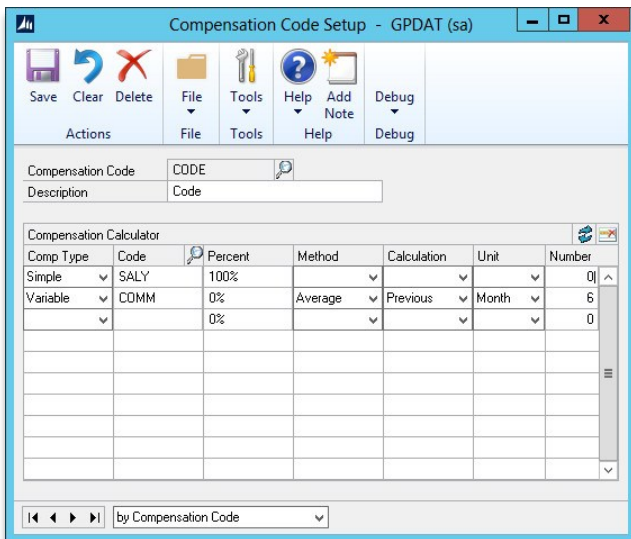 Compensation Code Setup - GPDAT (sa)
Save Clear Delete File Tools Help Add Note Debug
Actions File Tools Help Debug
Compensation Code CODE
Description Code
Compensation Calculator
Comp Type Code Percent Method Calculation Unit Number
Simple SALY 100% 0
Variable COMM 0% Average Previous Month 6
0% 0
by Compensation Code